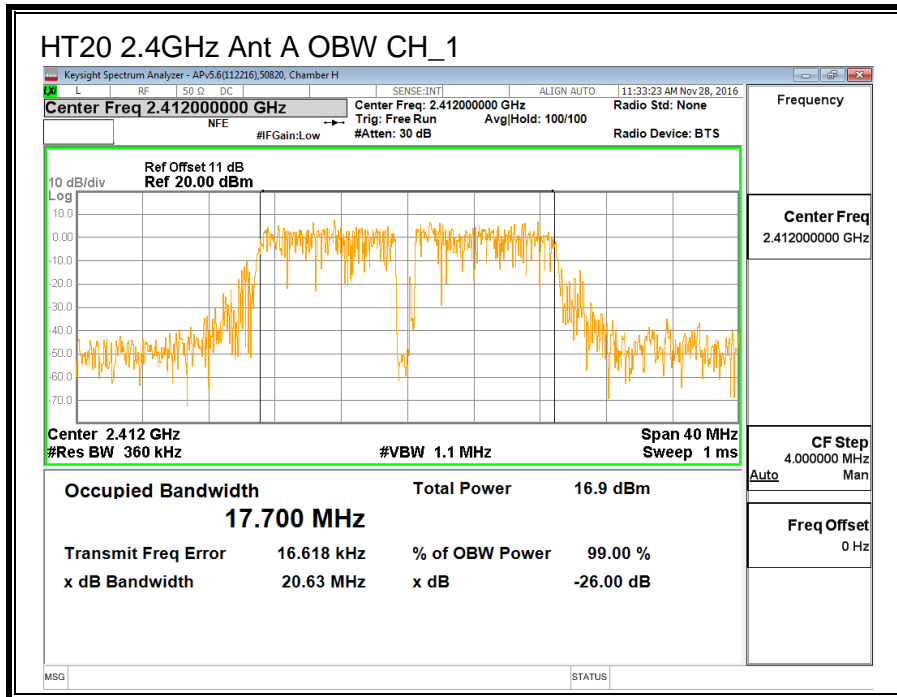 HT20 2.4GHz Ant A OBW CH_1
Keysight Spectrum Analyzer - APv5.6(112216),50820, Chamber H
LXI L RF 50 Ω DC SENSE:INT ALIGN AUTO 11:33:23 AM Nov 28, 2016
Center Freq 2.412000000 GHz
NFE
#IFGain:Low
Center Freq: 2.412000000 GHz
Trig: Free Run Avg|Hold: 100/100
#Atten: 30 dB
Radio Std: None
Radio Device: BTS
Ref Offset 11 dB
10 dB/div Ref 20.00 dBm
Log
10.0
0.00
-10.0
-20.0
-30.0
-40.0
-50.0
-60.0
-70.0
Center 2.412 GHz Span 40 MHz
#Res BW 360 kHz #VBW 1.1 MHz Sweep 1 ms
Occupied Bandwidth Total Power 16.9 dBm
17.700 MHz
Transmit Freq Error 16.618 kHz % of OBW Power 99.00 %
x dB Bandwidth 20.63 MHz x dB -26.00 dB
MSG STATUS
Frequency
Center Freq
2.412000000 GHz
CF Step
4.000000 MHz
Auto Man
Freq Offset
0 Hz